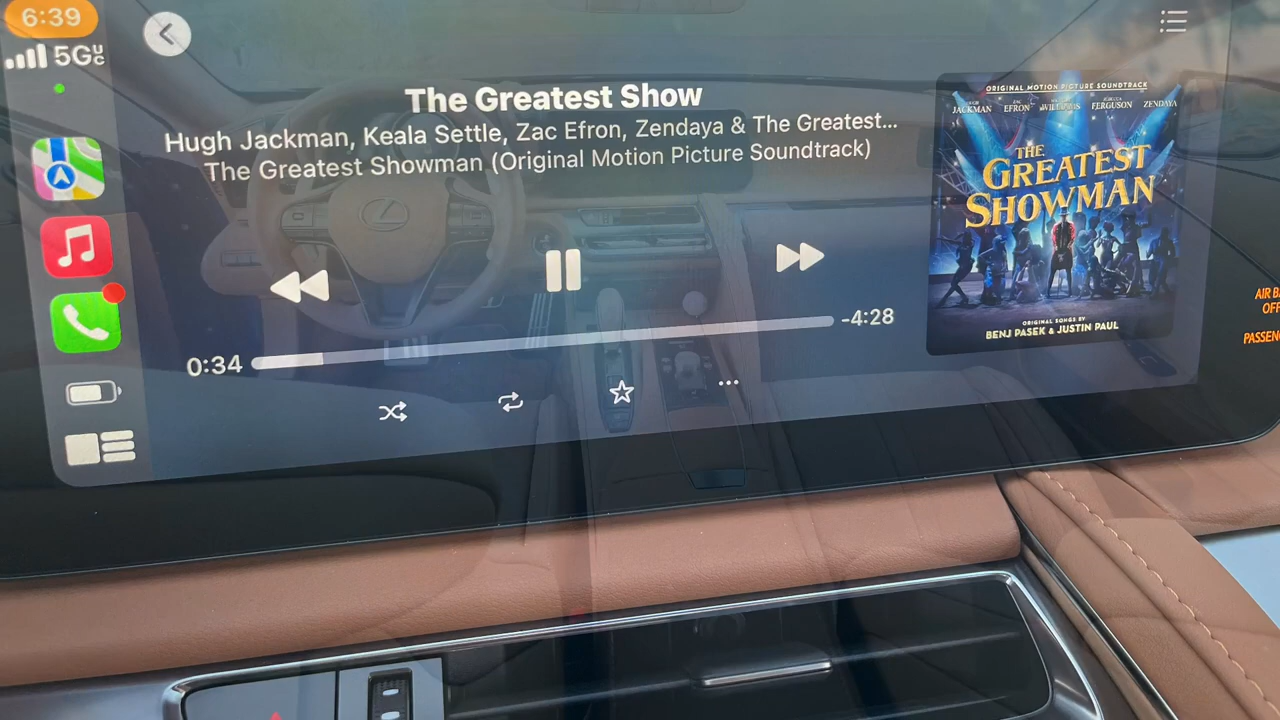 6:39
5G
The Greatest Show
Hugh Jackman, Keala Settle, Zac Efron, Zendaya & The Greatest...
The Greatest Showman (Original Motion Picture Soundtrack)
0:34
-4:28
ORIGINAL MOTION PICTURE SOUNDTRACK
JACKMAN EFRON WILLIAMS FERGUSON ZENDAYA
THE
GREATEST
SHOWMAN
ORIGINAL SONGS BY
BENJ PASEK & JUSTIN PAUL
AIR
OFF